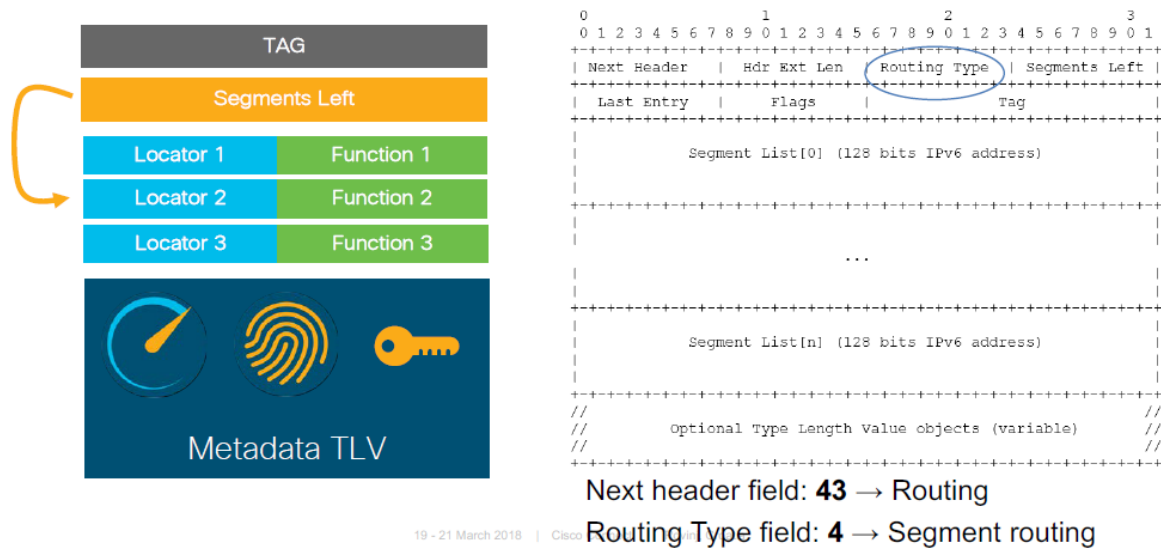 TAG
Segments Left
Locator 1 Function 1
Locator 2 Function 2
Locator 3 Function 3
Metadata TLV
0 1 2 3
0 1 2 3 4 5 6 7 8 9 0 1 2 3 4 5 6 7 8 9 0 1 2 3 4 5 6 7 8 9 0 1
+-+-+-+-+-+-+-+-+-+-+-+-+-+-+-+-+-+-+-+-+-+-+-+-+-+-+-+-+-+-+-+-+
| Next Header | Hdr Ext Len | Routing Type | Segments Left |
+-+-+-+-+-+-+-+-+-+-+-+-+-+-+-+-+-+-+-+-+-+-+-+-+-+-+-+-+-+-+-+-+
| Last Entry | Flags | Tag |
+-+-+-+-+-+-+-+-+-+-+-+-+-+-+-+-+-+-+-+-+-+-+-+-+-+-+-+-+-+-+-+-+
Segment List[0] (128 bits IPv6 address)
+-+-+-+-+-+-+-+-+-+-+-+-+-+-+-+-+-+-+-+-+-+-+-+-+-+-+-+-+-+-+-+-+
...
+-+-+-+-+-+-+-+-+-+-+-+-+-+-+-+-+-+-+-+-+-+-+-+-+-+-+-+-+-+-+-+-+
Segment List[n] (128 bits IPv6 address)
+-+-+-+-+-+-+-+-+-+-+-+-+-+-+-+-+-+-+-+-+-+-+-+-+-+-+-+-+-+-+-+-+
// //
// Optional Type Length Value objects (variable) //
// //
+-+-+-+-+-+-+-+-+-+-+-+-+-+-+-+-+-+-+-+-+-+-+-+-+-+-+-+-+-+-+-+-+
Next header field: 43 → Routing
Routing Type field: 4 → Segment routing
19 - 21 March 2018 | Cisco